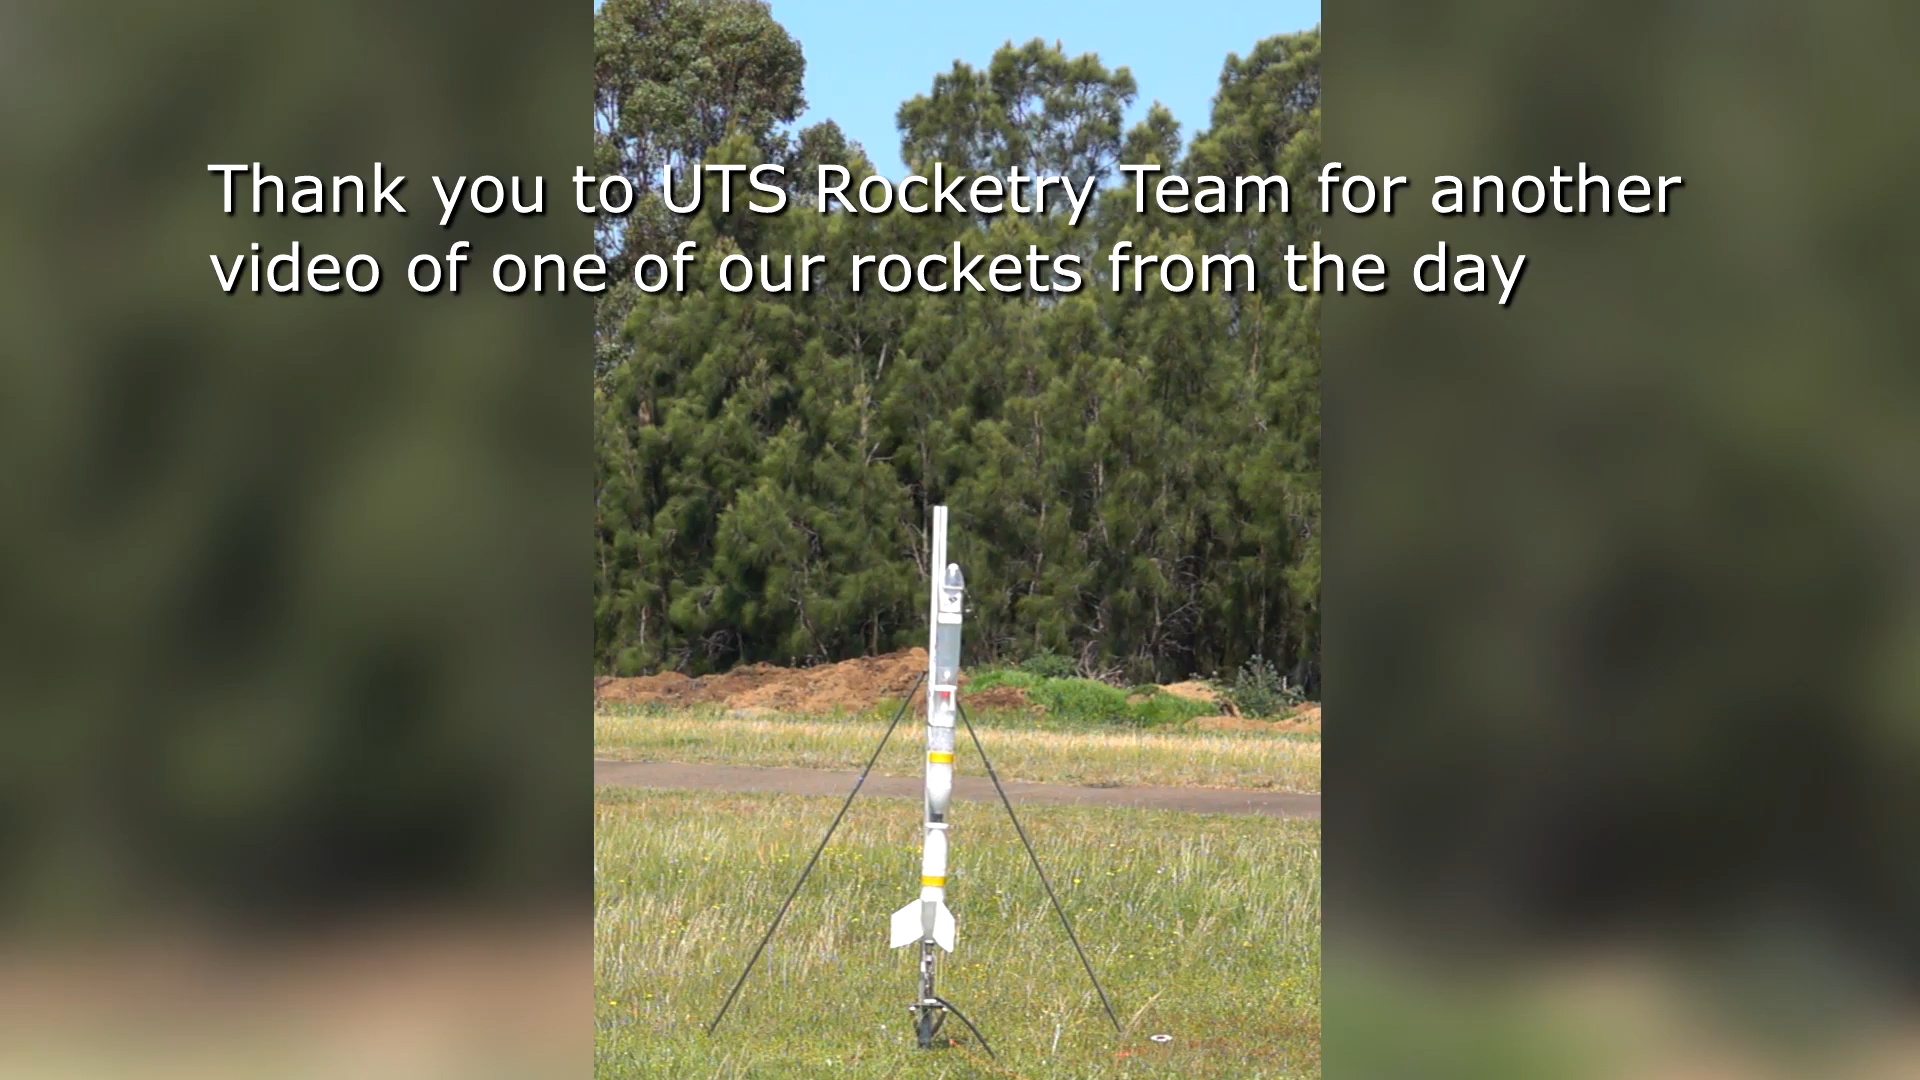 Thank you to UTS Rocketry Team for another
video of one of our rockets from the day